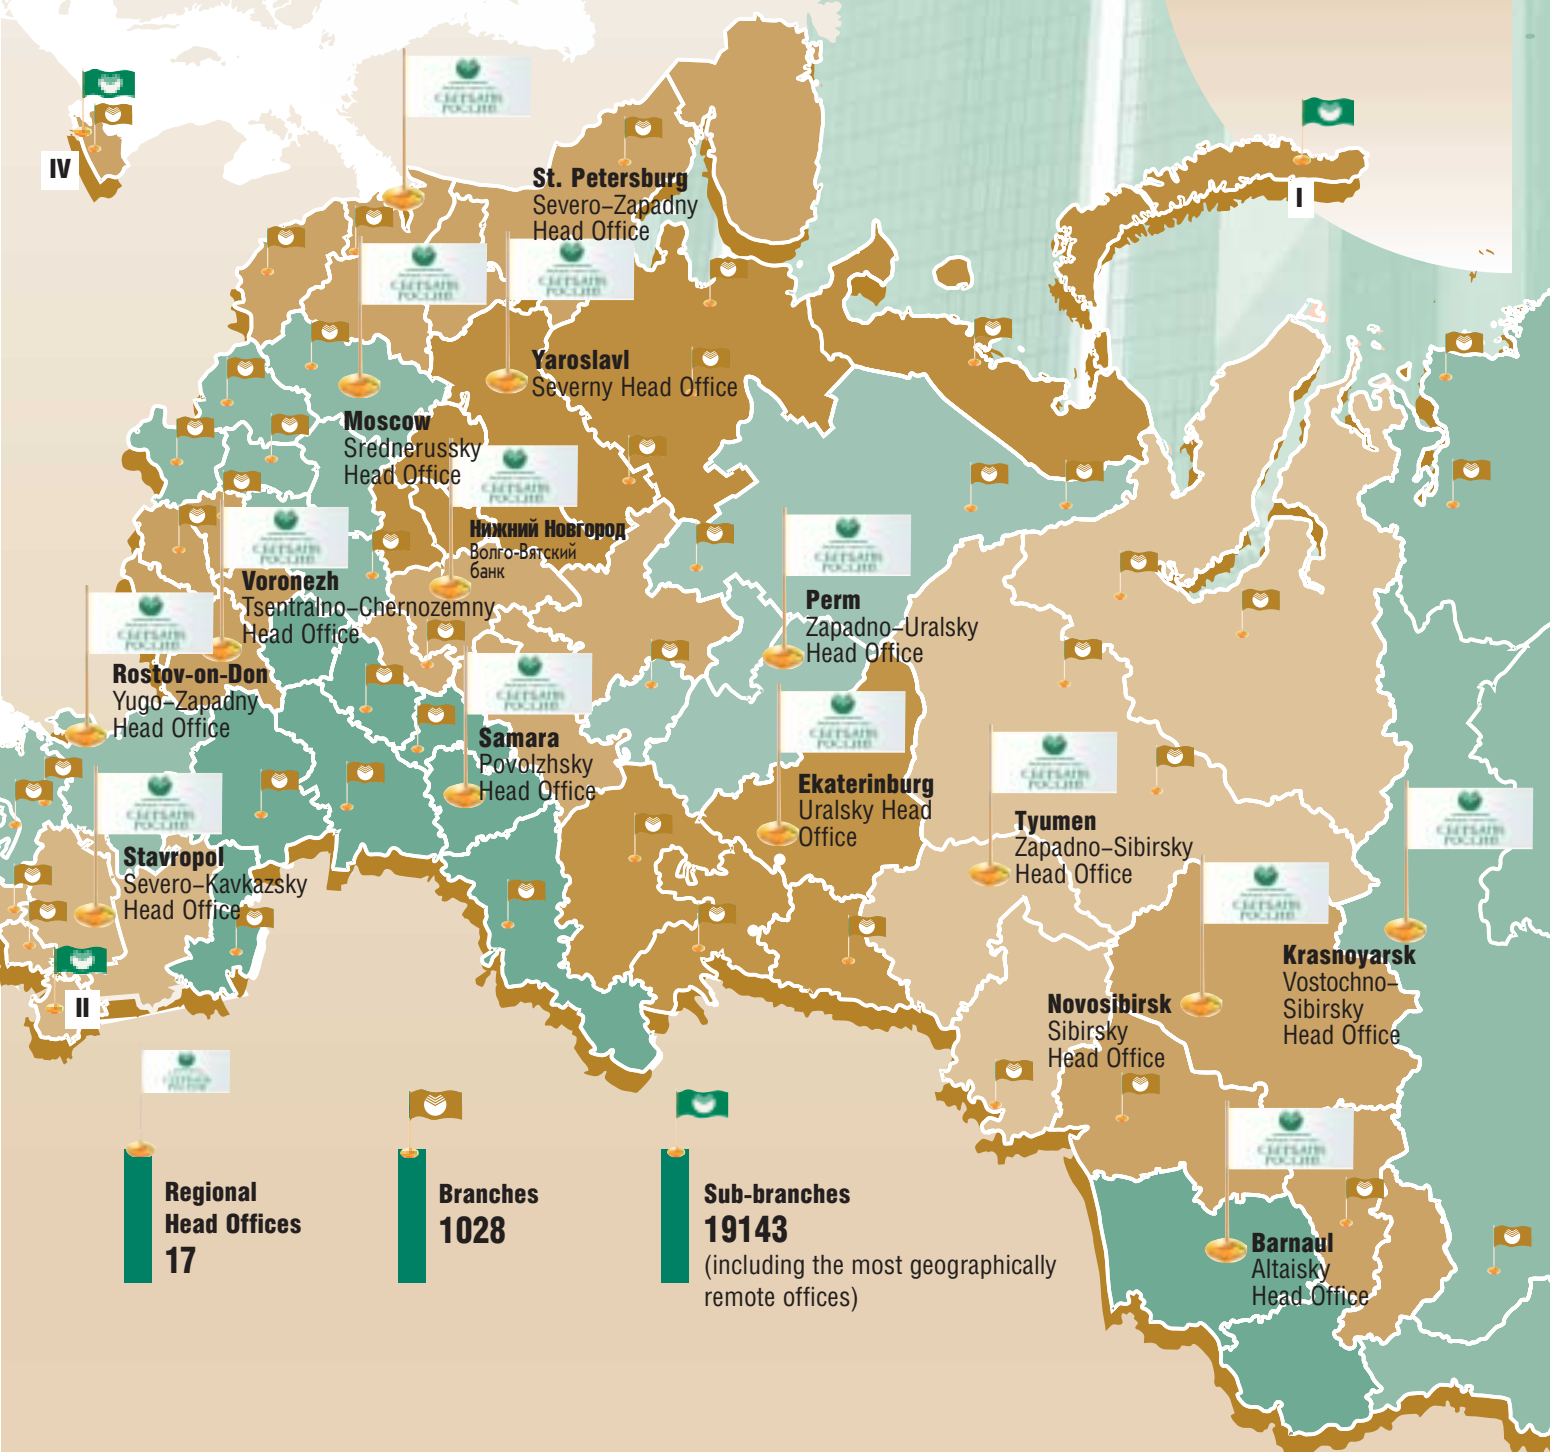 IV
I
St. Petersburg
Severo–Zapadny
Head Office
Yaroslavl
Severny Head Office
Moscow
Srednerussky
Head Office
Нижний Новгород
Волго-Вятский
банк
Voronezh
Tsentralno–Chernozemny
Head Office
Perm
Zapadno–Uralsky
Head Office
Rostov-on-Don
Yugo–Zapadny
Head Office
Samara
Povolzhsky
Head Office
Ekaterinburg
Uralsky Head
Office
Tyumen
Zapadno–Sibirsky
Head Office
Stavropol
Severo–Kavkazsky
Head Office
II
Krasnoyarsk
Vostochno–
Sibirsky
Head Office
Novosibirsk
Sibirsky
Head Office
Barnaul
Altaisky
Head Office
Regional
Head Offices
17
Branches
1028
Sub-branches
19143
(including the most geographically
remote offices)